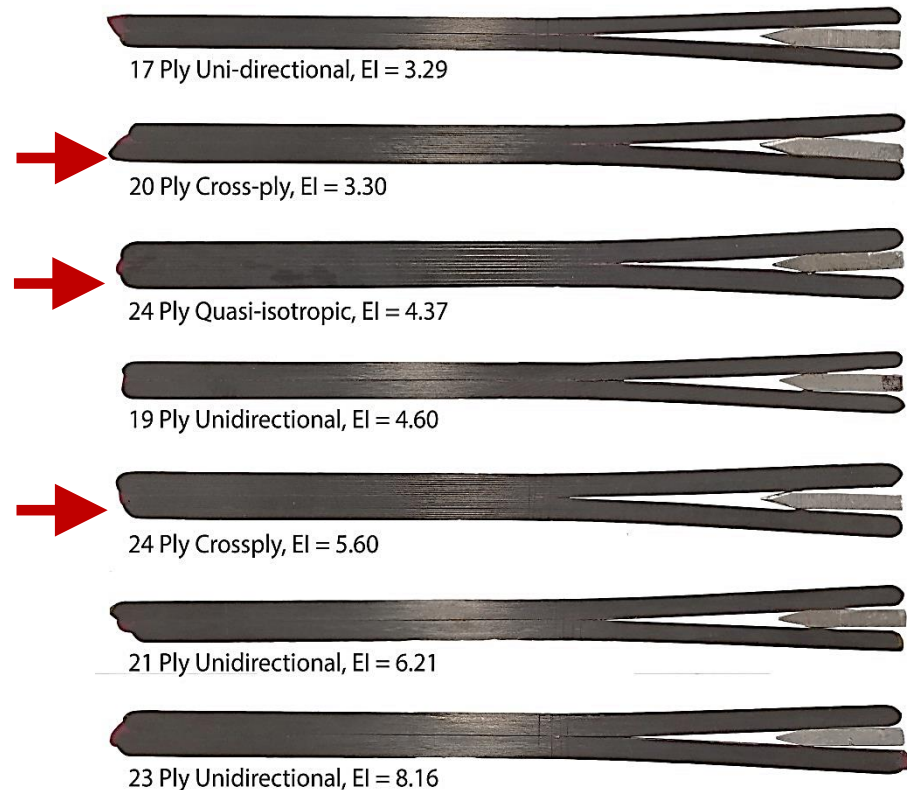 17 Ply Uni-directional, EI = 3.29
20 Ply Cross-ply, EI = 3.30
24 Ply Quasi-isotropic, EI = 4.37
19 Ply Unidirectional, EI = 4.60
24 Ply Crossply, EI = 5.60
21 Ply Unidirectional, EI = 6.21
23 Ply Unidirectional, EI = 8.16